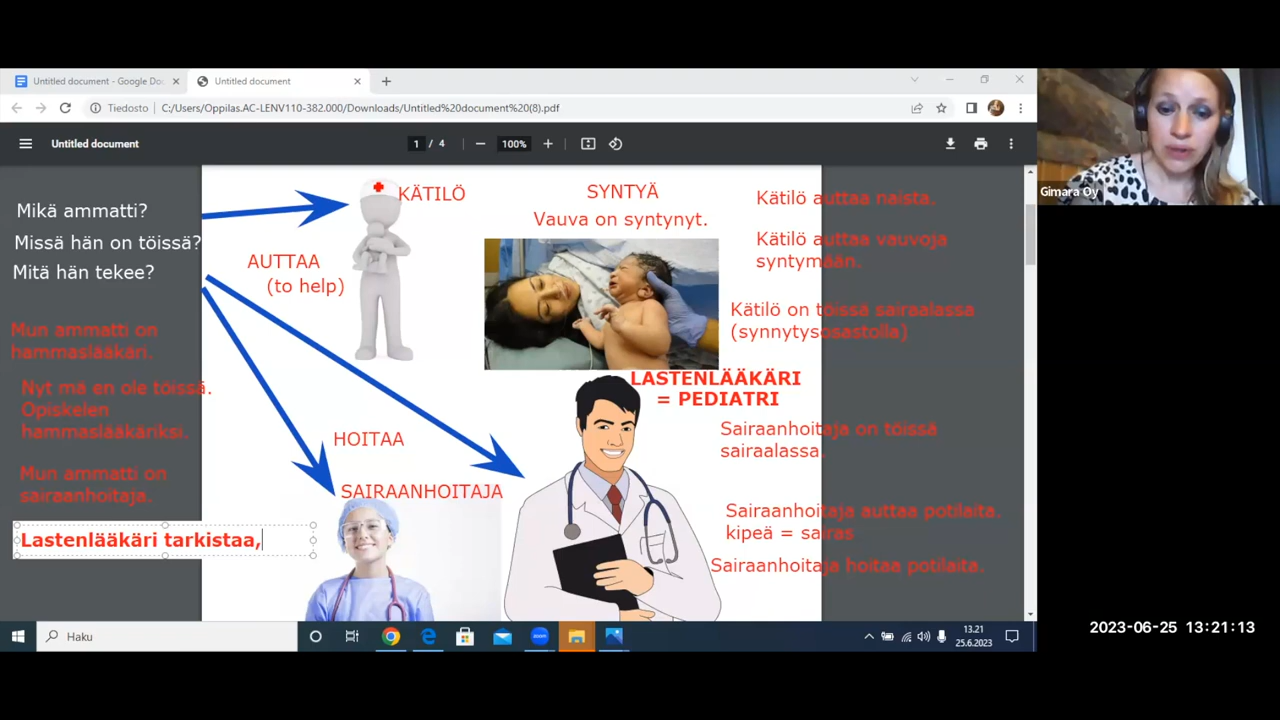 Untitled document - Google Doc
Untitled document
Tiedosto
C:/Users/Oppilas.AC-LENV110-382.000/Downloads/Untitled%20document%20(8).pdf
Untitled document
1 / 4
100%
Gimara Oy
Mikä ammatti?
Missä hän on töissä?
Mitä hän tekee?
Mun ammatti on
hammaslääkäri.
Nyt mä en ole töissä.
Opiskelen
hammaslääkäriksi.
Mun ammatti on
sairaanhoitaja.
Lastenlääkäri tarkistaa,
KÄTILÖ
AUTTAA
(to help)
HOITAA
SAIRAANHOITAJA
SYNTYÄ
Vauva on syntynyt.
LASTENLÄÄKÄRI
= PEDIATRI
Kätilö auttaa naista.
Kätilö auttaa vauvoja
syntymään.
Kätilö on töissä sairaalassa
(synnytysosastolla)
Sairaanhoitaja on töissä
sairaalassa.
Sairaanhoitaja auttaa potilaita.
kipeä = sairas
Sairaanhoitaja hoitaa potilaita.
Haku
zoom
13.21
25.6.2023
2023-06-25 13:21:13